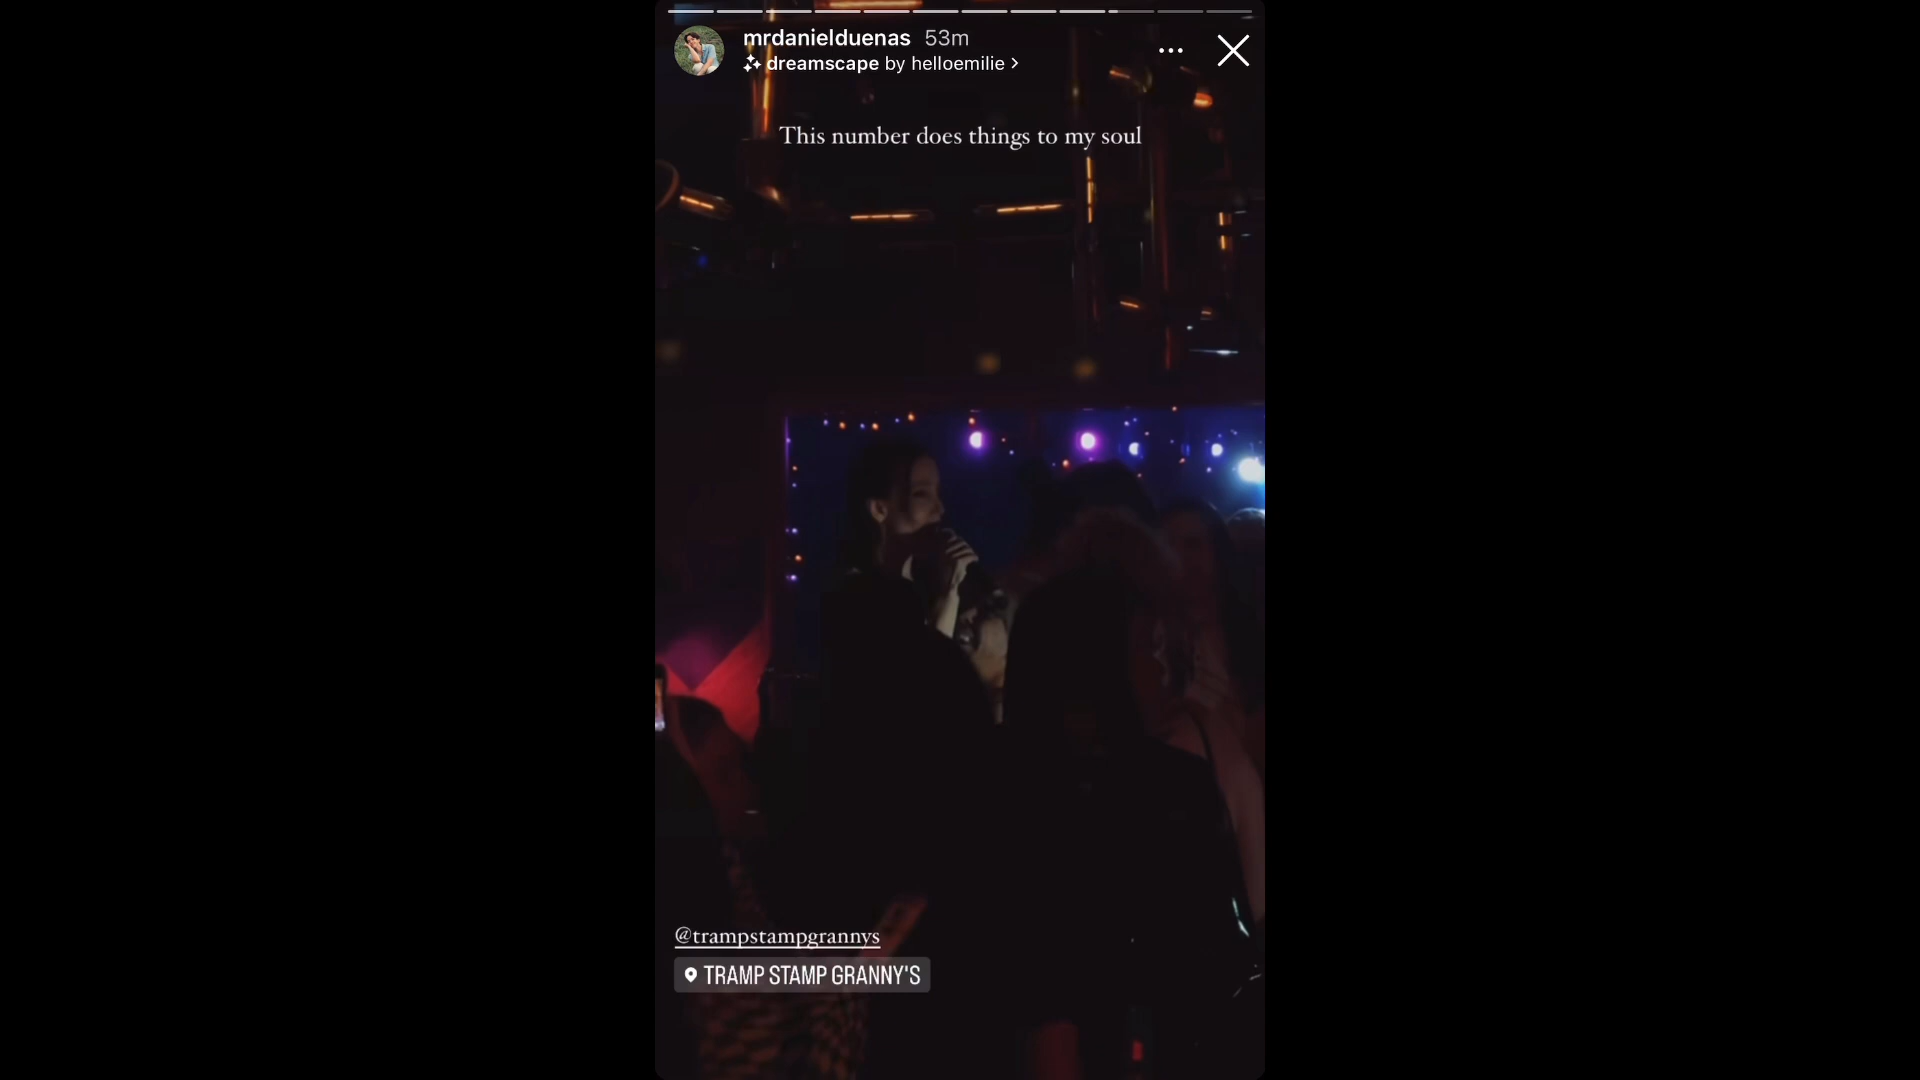 mrdanielduenas 53m
dreamscape by helloemilie
This number does things to my soul
@trampstampgrannys
TRAMP STAMP GRANNY'S